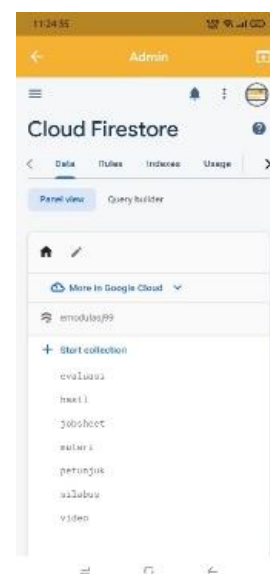 11:24:55
Admin
Cloud Firestore
Data Rules Indexes Usage
Panel view Query builder
More in Google Cloud
+ Start collection
evaluasi
hasil
jobsheet
materi
petunjuk
silabus
video